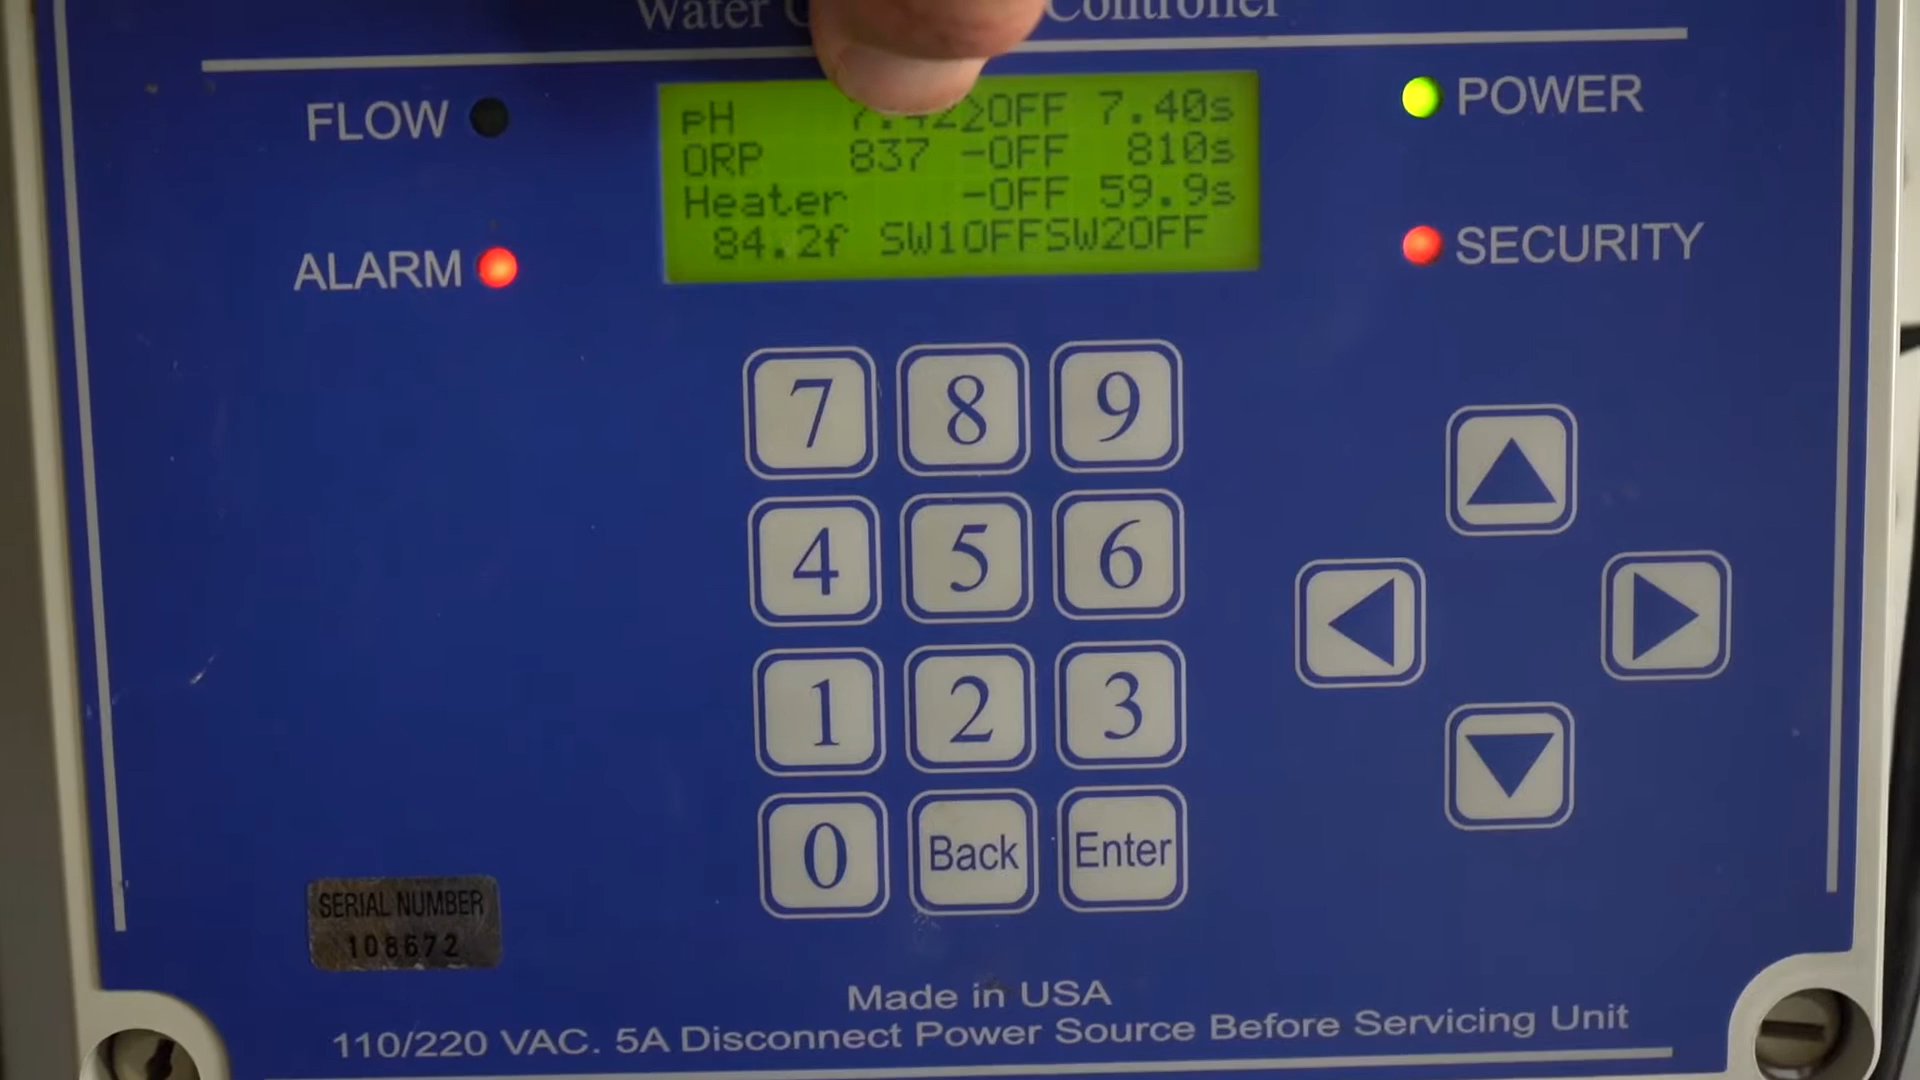 Water Controller
FLOW
POWER
pH 7.42 2OFF 7.40s
ORP 837 -OFF 810s
Heater -OFF 59.9s
84.2f SW1OFFSW2OFF
ALARM
SECURITY
7 8 9
4 5 6
1 2 3
0 Back Enter
SERIAL NUMBER
108672
Made in USA
110/220 VAC. 5A Disconnect Power Source Before Servicing Unit